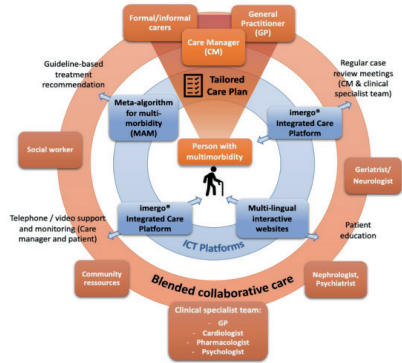 Formal/informal
carers
General
Practitioner
(GP)
Care Manager
(CM)
Guideline-based
treatment
recommendation
Tailored
Care Plan
Regular case
review meetings
(CM & clinical
specialist team)
Meta-algorithm
for multi-
morbidity
(MAM)
imergo®
Integrated Care
Platform
Social worker
Person with
multimorbidity
Geriatrist/
Neurologist
Telephone / video support
and monitoring (Care
manager and patient)
imergo®
Integrated Care
Platform
Multi-lingual
interactive
websites
Patient
education
ICT Platforms
Community
ressources
Nephrologist,
Psychiatrist
Blended collaborative care
Clinical specialist team:
- GP
- Cardiologist
- Pharmacologist
- Psychologist